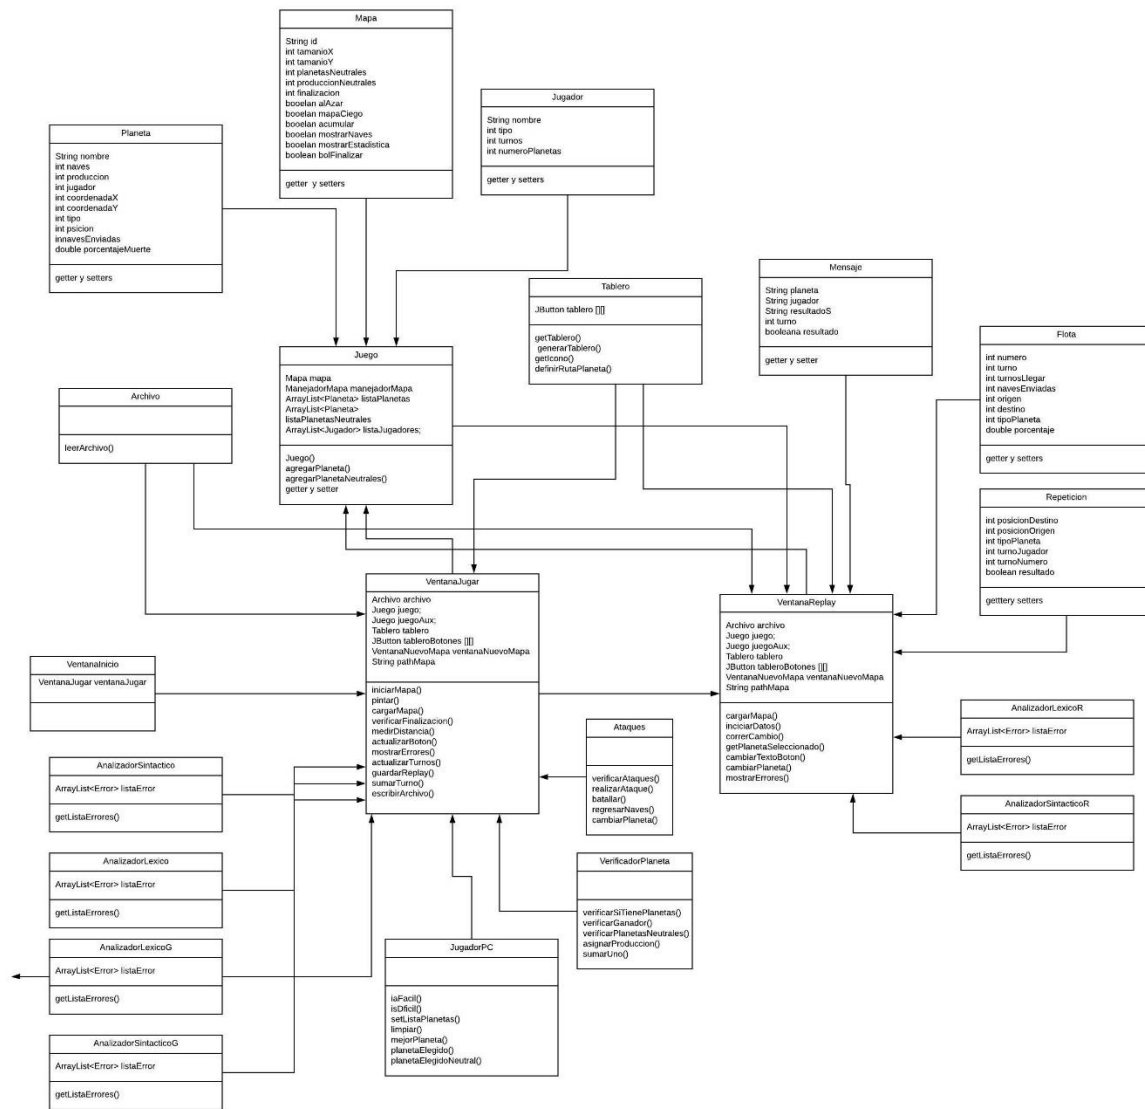 Mapa
String id
int tamanioX
int tamanioY
int planetasNeutrales
int produccionNeutrales
int finalizacion
booelan alAzar
booelan mapaCiego
booelan acumular
booelan mostrarNaves
booelan mostrarEstadistica
boolean bolFinalizar
getter y setters
Jugador
String nombre
int tipo
int turnos
int numeroPlanetas
getter y setters
Planeta
String nombre
int naves
int produccion
int jugador
int coordenadaX
int coordenadaY
int tipo
int psicion
innavesEnviadas
double porcentajeMuerte
getter y setters
Mensaje
String planeta
String jugador
String resultadoS
int turno
booleana resultado
getter y setter
Tablero
JButton tablero [][]
getTablero()
generarTablero()
getIcono()
definirRutaPlaneta()
Flota
int numero
int turno
int turnosLlegar
int navesEnviadas
int origen
int destino
int tipoPlaneta
double porcentaje
getter y setters
Juego
Mapa mapa
ManejadorMapa manejadorMapa
ArrayList<Planeta> listaPlanetas
ArrayList<Planeta>
listaPlanetasNeutrales
ArrayList<Jugador> listaJugadores;
Juego()
agregarPlaneta()
agregarPlanetaNeutrales()
getter y setter
Archivo
leerArchivo()
Repeticion
int posicionDestino
int posicionOrigen
int tipoPlaneta
int turnoJugador
int turnoNumero
boolean resultado
getttery setters
VentanaJugar
Archivo archivo
Juego juego;
Juego juegoAux;
Tablero tablero
JButton tableroBotones [][]
VentanaNuevoMapa ventanaNuevoMapa
String pathMapa
iniciarMapa()
pintar()
cargarMapa()
verificarFinalizacion()
medirDistancia()
actualizarBoton()
mostrarErrores()
actualizarTurnos()
guardarReplay()
sumarTurno()
escribirArchivo()
VentanaReplay
Archivo archivo
Juego juego;
Juego juegoAux;
Tablero tablero
JButton tableroBotones [][]
VentanaNuevoMapa ventanaNuevoMapa
String pathMapa
cargarMapa()
inciciarDatos()
correrCambio()
getPlanetaSeleccionado()
cambiarTextoBoton()
cambiarPlaneta()
mostrarErrores()
VentanaInicio
VentanaJugar ventanaJugar
AnalizadorLexicoR
ArrayList<Error> listaError
getListaErrores()
Ataques
verificarAtaques()
realizarAtaque()
batallar()
regresarNaves()
cambiarPlaneta()
AnalizadorSintactico
ArrayList<Error> listaError
getListaErrores()
AnalizadorSintacticoR
ArrayList<Error> listaError
getListaErrores()
AnalizadorLexico
ArrayList<Error> listaError
getListaErrores()
VerificadorPlaneta
verificarSiTienePlanetas()
verificarGanador()
verificarPlanetasNeutrales()
asignarProduccion()
sumarUno()
AnalizadorLexicoG
ArrayList<Error> listaError
getListaErrores()
JugadorPC
iaFacil()
isDficil()
setListaPlanetas()
limpiar()
mejorPlaneta()
planetaElegido()
planetaElegidoNeutral()
AnalizadorSintacticoG
ArrayList<Error> listaError
getListaErrores()